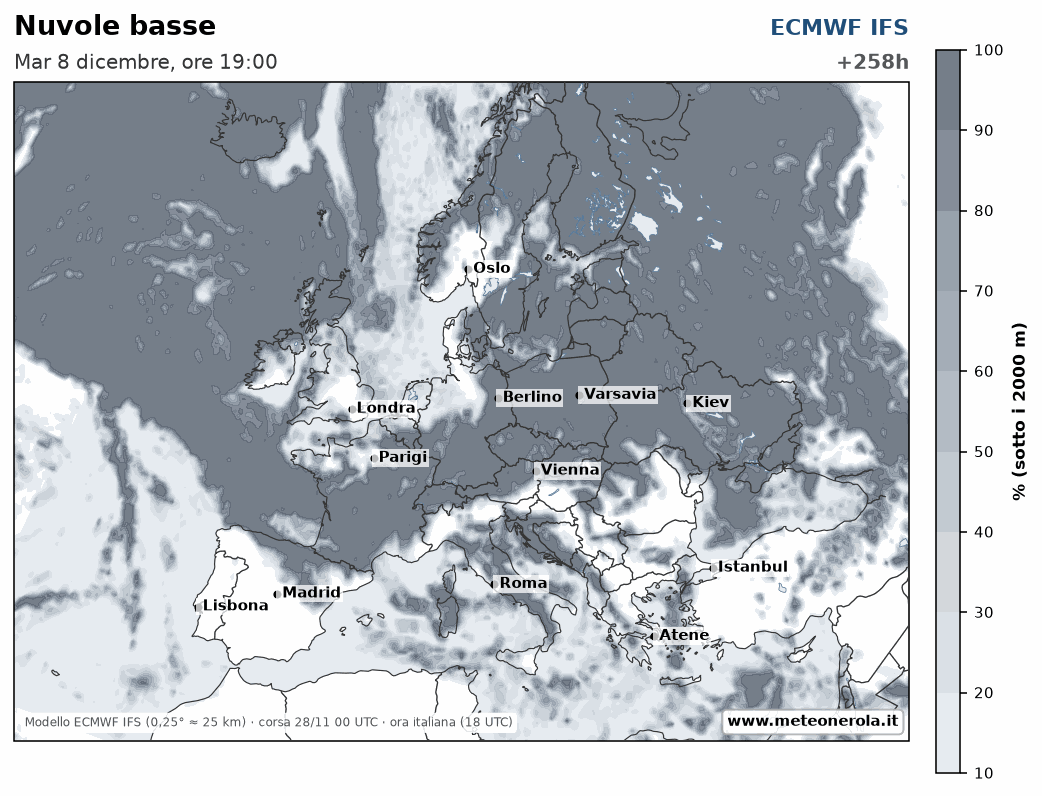 Nuvole basse
ECMWF IFS
Mar 8 dicembre, ore 19:00
+258h
100
90
80
70
60
50
40
30
20
10
% (sotto i 2000 m)
Oslo
Londra
Berlino
Varsavia
Kiev
Parigi
Vienna
Roma
Istanbul
Madrid
Lisbona
Atene
Modello ECMWF IFS (0,25° ≈ 25 km) · corsa 28/11 00 UTC · ora italiana (18 UTC)
www.meteonerola.it